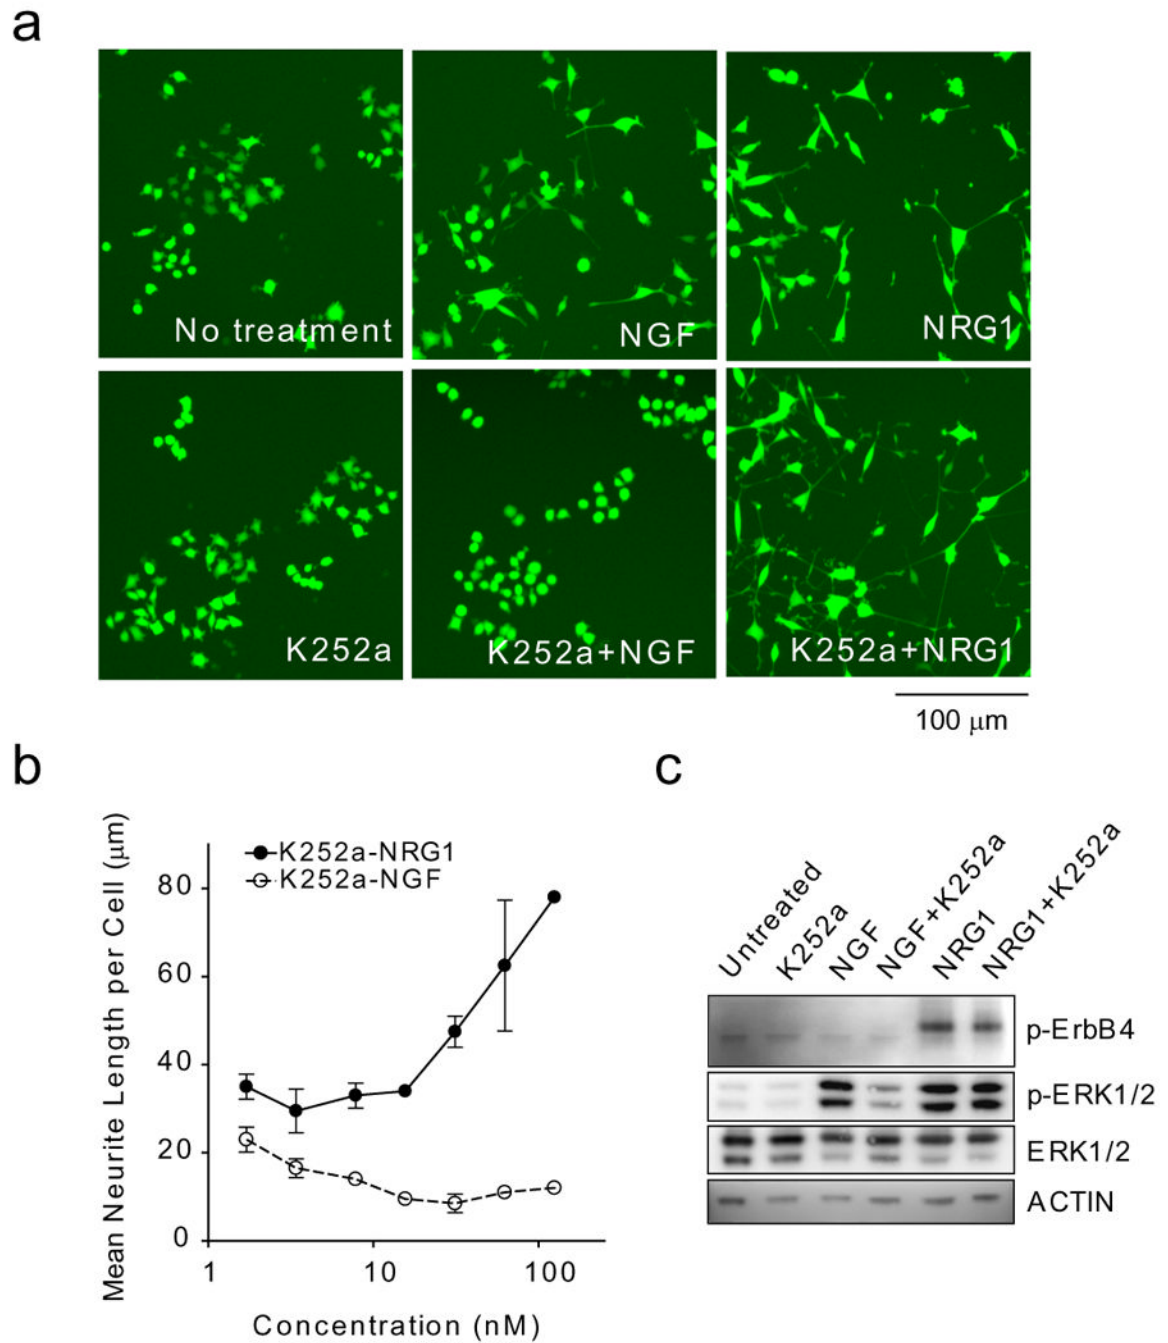 a
No treatment
NGF
NRG1
K252a
K252a+NGF
K252a+NRG1
100 μm
b
Mean Neurite Length per Cell (μm)
K252a-NRG1
K252a-NGF
80
60
40
20
0
1
10
100
Concentration (nM)
c
Untreated
K252a
NGF
NGF+K252a
NRG1
NRG1+K252a
p-ErbB4
p-ERK1/2
ERK1/2
ACTIN